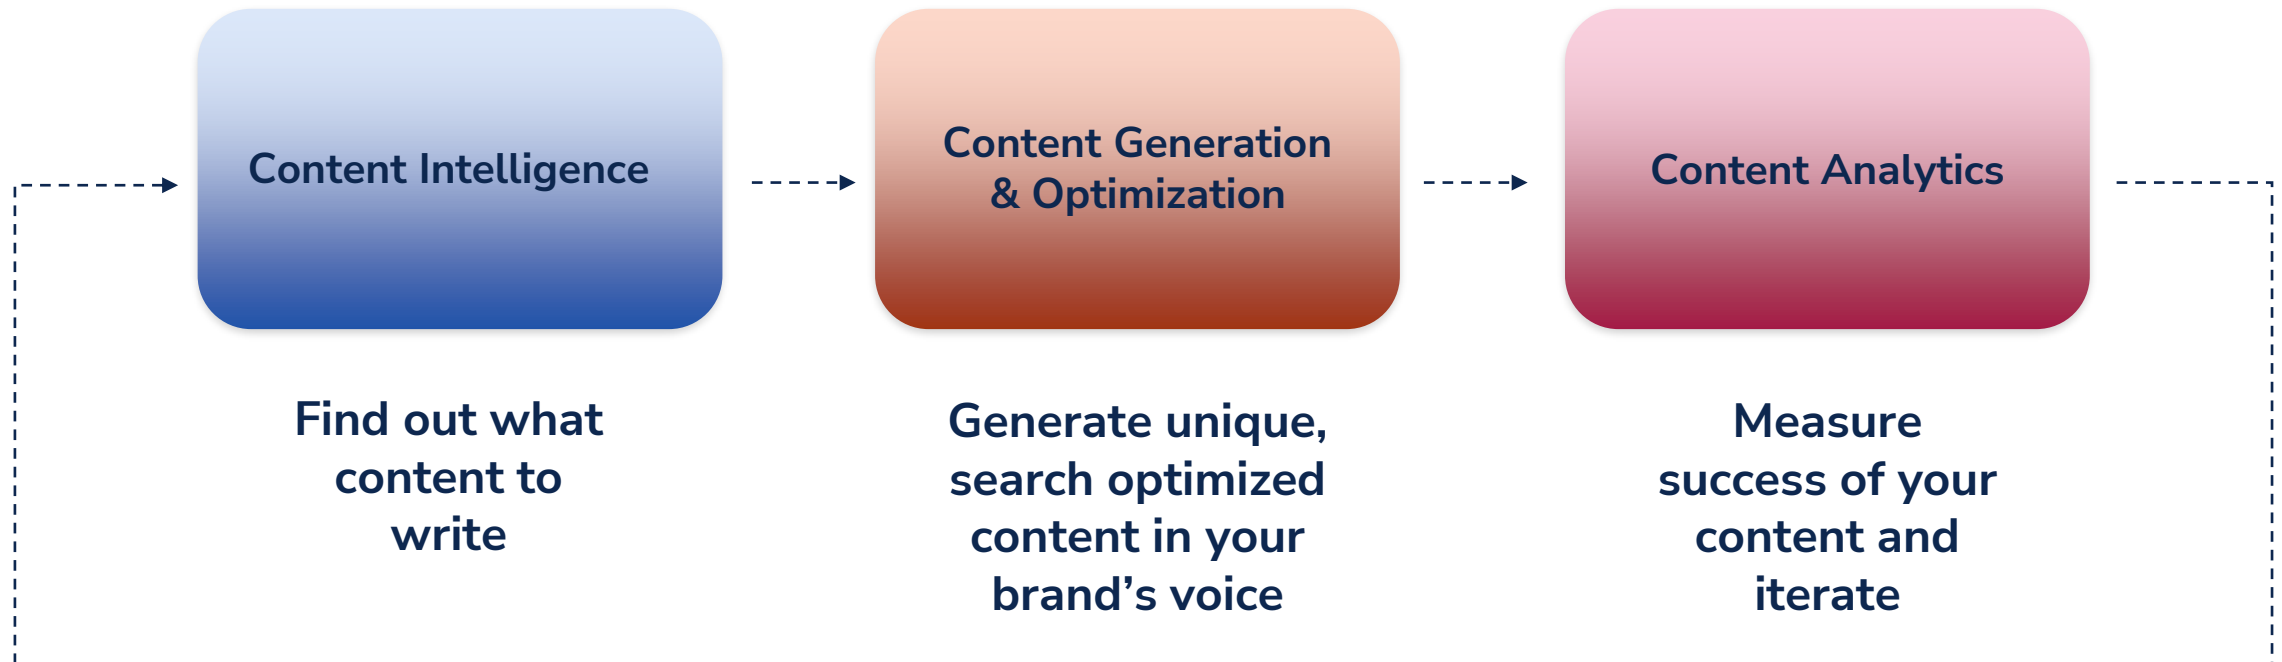 Content Intelligence
Content Generation
& Optimization
Content Analytics
Find out what
content to
write
Generate unique,
search optimized
content in your
brand’s voice
Measure
success of your
content and
iterate